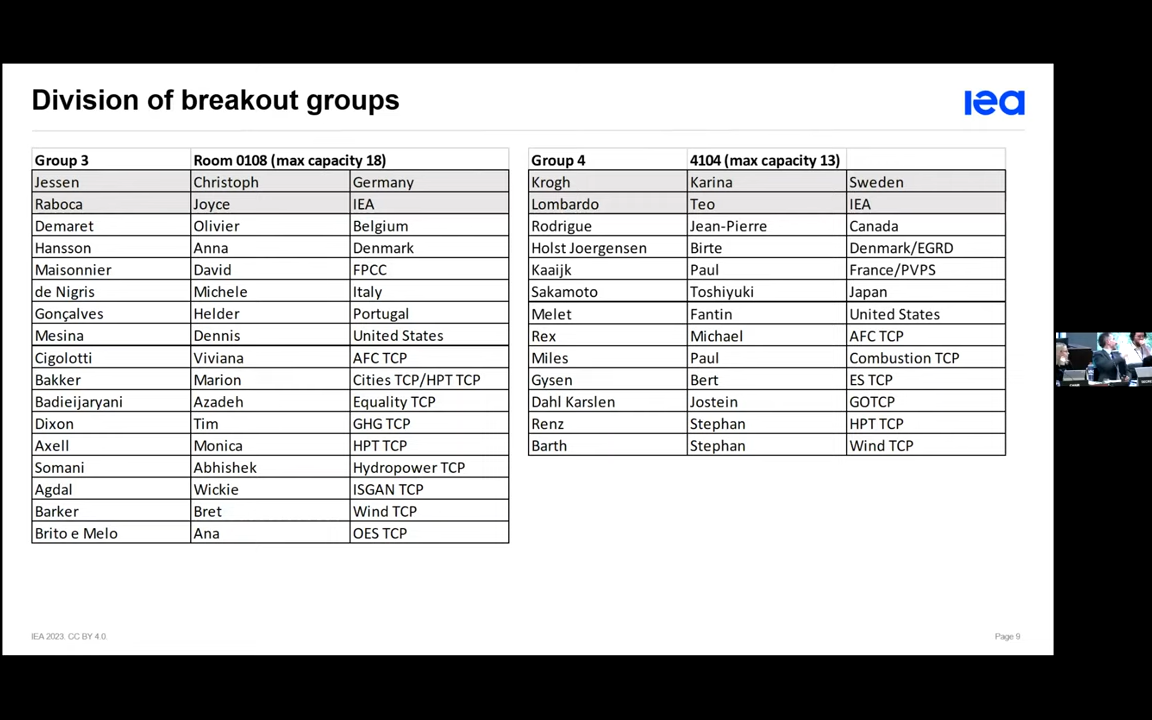 Division of breakout groups
iea
Group 3 Room 0108 (max capacity 18)
Jessen Christoph Germany
Raboca Joyce IEA
Demaret Olivier Belgium
Hansson Anna Denmark
Maisonnier David FPCC
de Nigris Michele Italy
Gonçalves Helder Portugal
Mesina Dennis United States
Cigolotti Viviana AFC TCP
Bakker Marion Cities TCP/HPT TCP
Badieijaryani Azadeh Equality TCP
Dixon Tim GHG TCP
Axell Monica HPT TCP
Somani Abhishek Hydropower TCP
Agdal Wickie ISGAN TCP
Barker Bret Wind TCP
Brito e Melo Ana OES TCP
Group 4 4104 (max capacity 13)
Krogh Karina Sweden
Lombardo Teo IEA
Rodrigue Jean-Pierre Canada
Holst Joergensen Birte Denmark/EGRD
Kaaijk Paul France/PVPS
Sakamoto Toshiyuki Japan
Melet Fantin United States
Rex Michael AFC TCP
Miles Paul Combustion TCP
Gysen Bert ES TCP
Dahl Karslen Jostein GOTCP
Renz Stephan HPT TCP
Barth Stephan Wind TCP
IEA 2023. CC BY 4.0.
Page 9